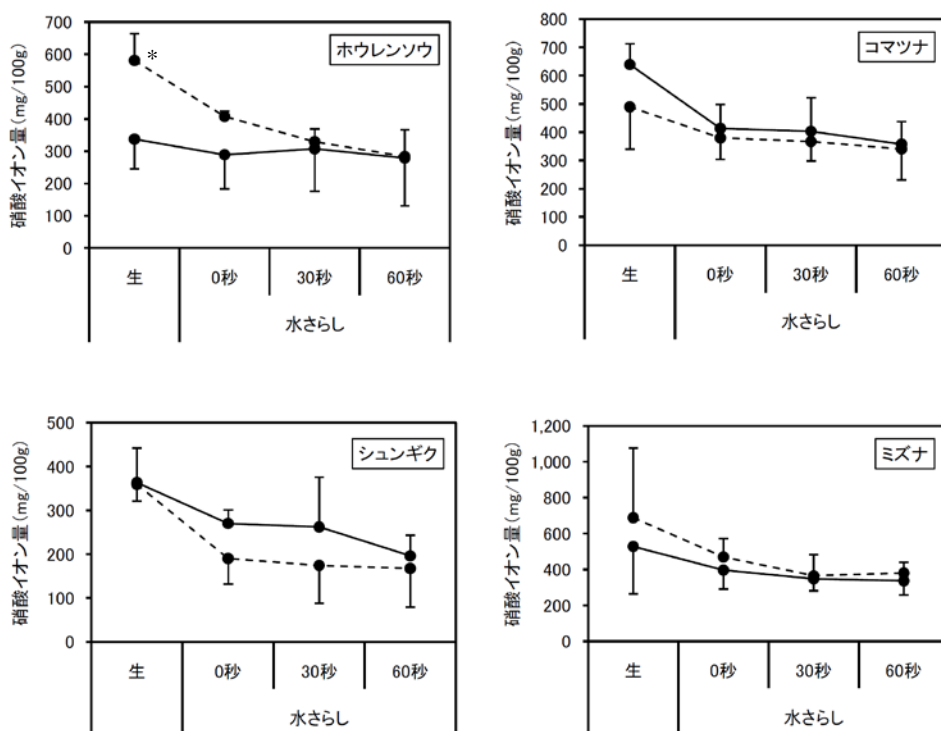 ホウレンソウ
硝酸イオン量(mg/100g)
700
600
500
400
300
200
100
0
*
生
0秒
30秒
60秒
水さらし
コマツナ
硝酸イオン量(mg/100g)
800
700
600
500
400
300
200
100
0
生
0秒
30秒
60秒
水さらし
シュンギク
硝酸イオン量(mg/100g)
500
400
300
200
100
0
生
0秒
30秒
60秒
水さらし
ミズナ
硝酸イオン量(mg/100g)
1,200
1,000
800
600
400
200
0
生
0秒
30秒
60秒
水さらし